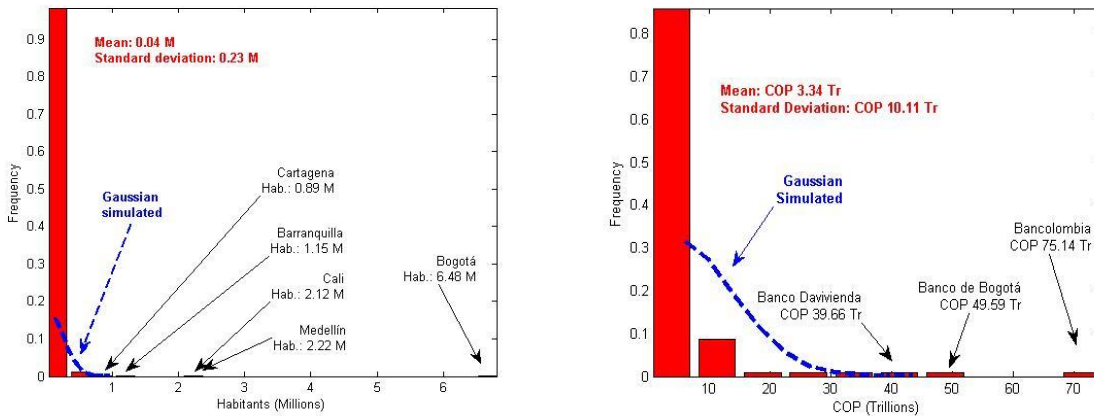 0.9
0.8
0.7
0.6
0.5
0.4
0.3
0.2
0.1
0
Frequency
Mean: 0.04 M
Standard deviation: 0.23 M
Gaussian
simulated
Cartagena
Hab.: 0.89 M
Barranquilla
Hab.: 1.15 M
Cali
Hab.: 2.12 M
Medellín
Hab.: 2.22 M
Bogotá
Hab.: 6.48 M
1 2 3 4 5 6
Habitants (Millions)
0.8
0.7
0.6
0.5
0.4
0.3
0.2
0.1
0
Frequency
Mean: COP 3.34 Tr
Standard Deviation: COP 10.11 Tr
Gaussian
Simulated
Banco Davivienda
COP 39.66 Tr
Banco de Bogotá
COP 49.59 Tr
Bancolombia
COP 75.14 Tr
10 20 30 40 50 60 70
COP (Trillions)